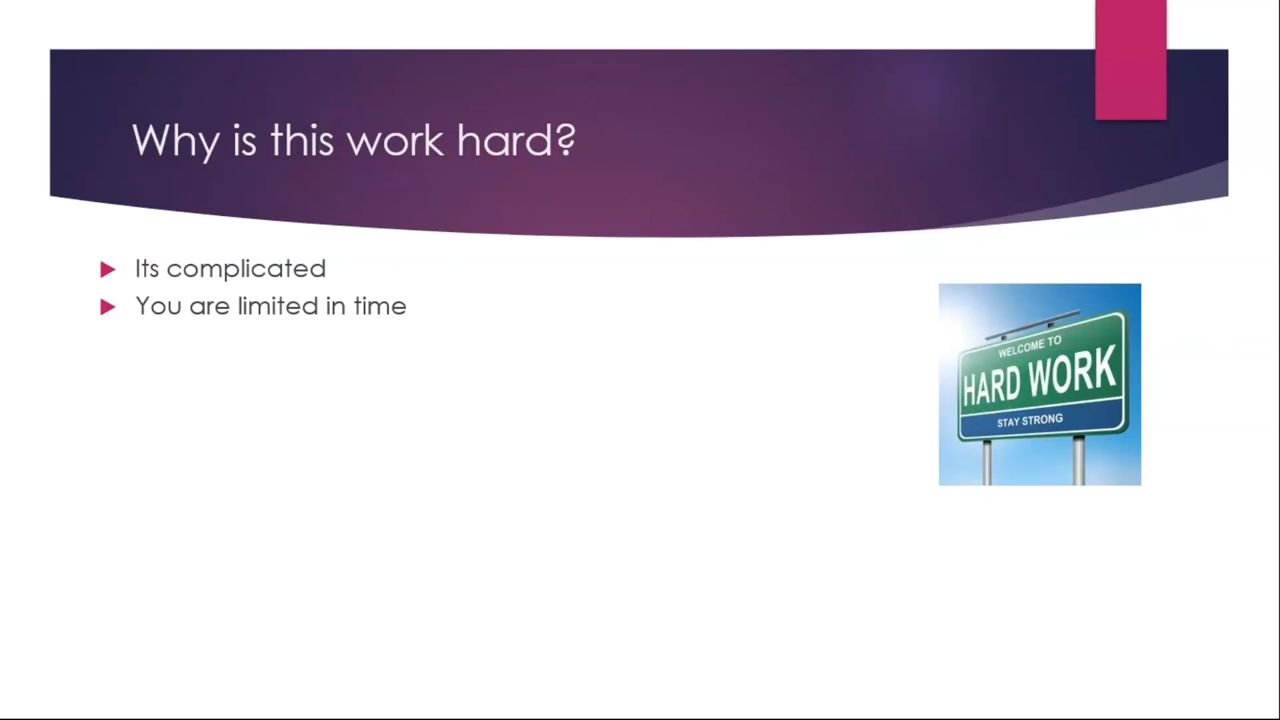 Why is this work hard?
Its complicated
You are limited in time
WELCOME TO
HARD WORK
STAY STRONG